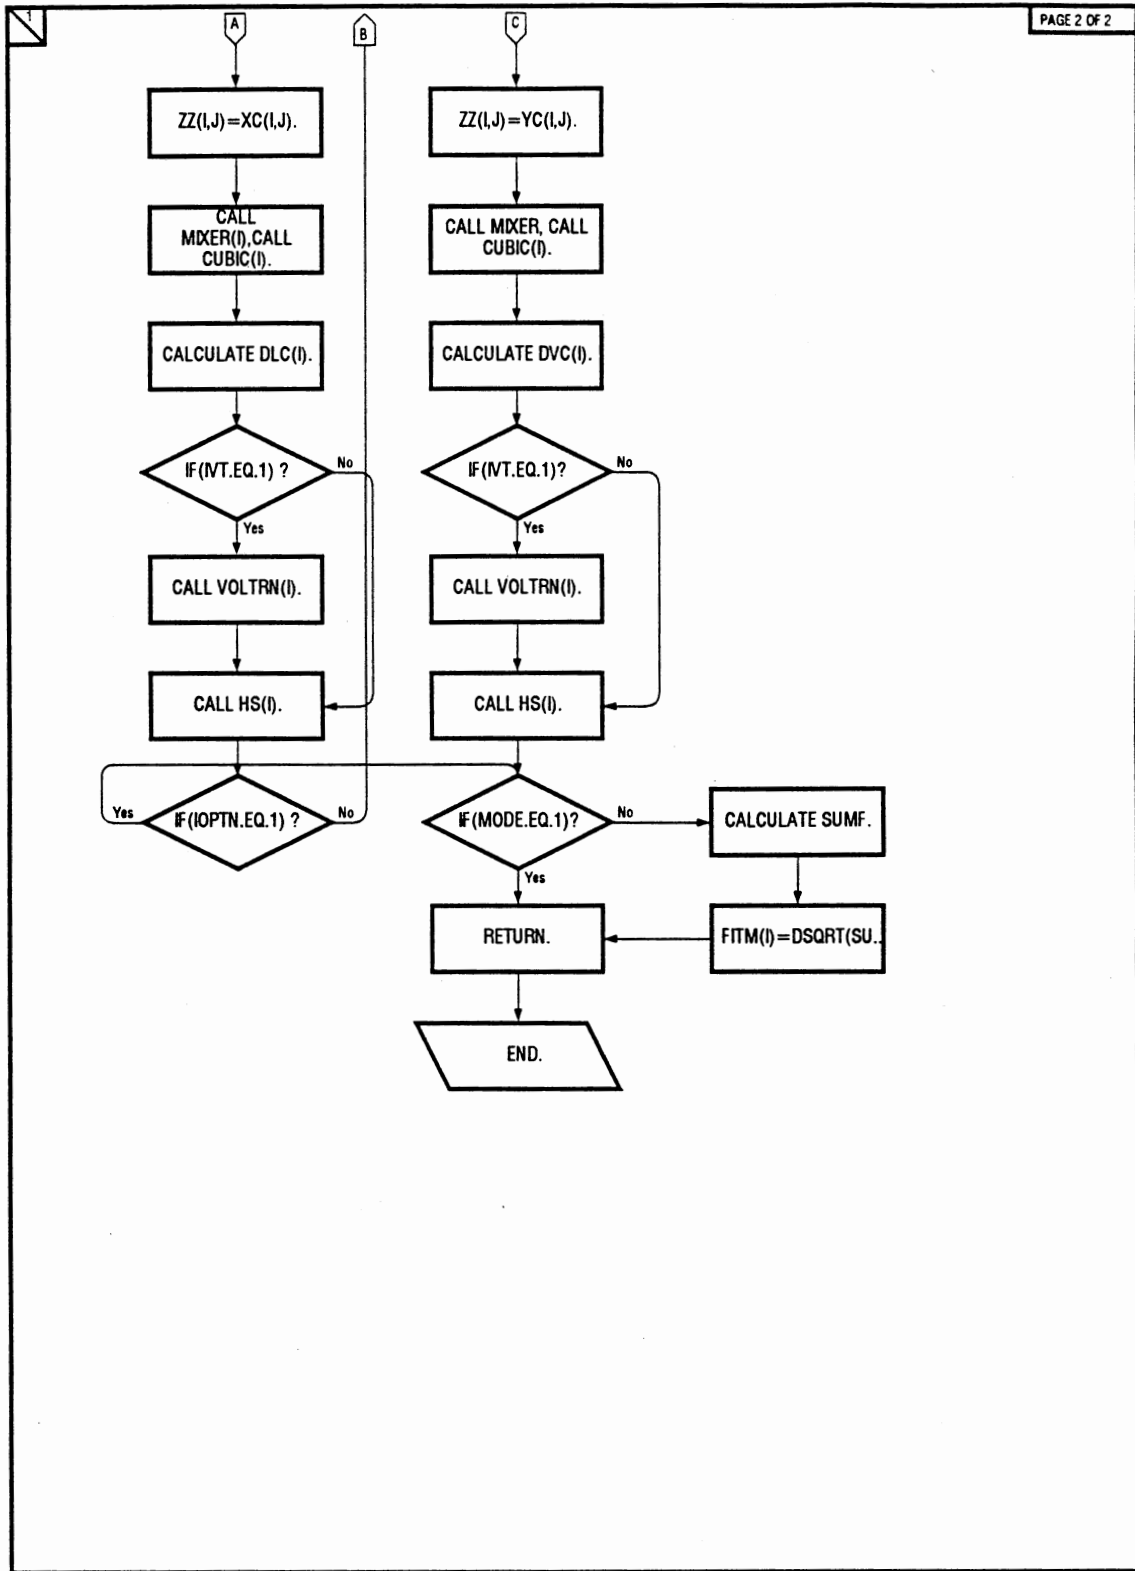 1
A
B
C
PAGE 2 OF 2
ZZ(I,J)=XC(I,J).
CALL
MIXER(I),CALL
CUBIC(I).
CALCULATE DLC(I).
IF(IVT.EQ.1) ?
No
Yes
CALL VOLTRN(I).
CALL HS(I).
IF(IOPTN.EQ.1) ?
Yes
No
ZZ(I,J)=YC(I,J).
CALL MIXER, CALL
CUBIC(I).
CALCULATE DVC(I).
IF(IVT.EQ.1)?
No
Yes
CALL VOLTRN(I).
CALL HS(I).
IF(MODE.EQ.1)?
No
Yes
CALCULATE SUMF.
FITM(I)=DSQRT(SU..
RETURN.
END.